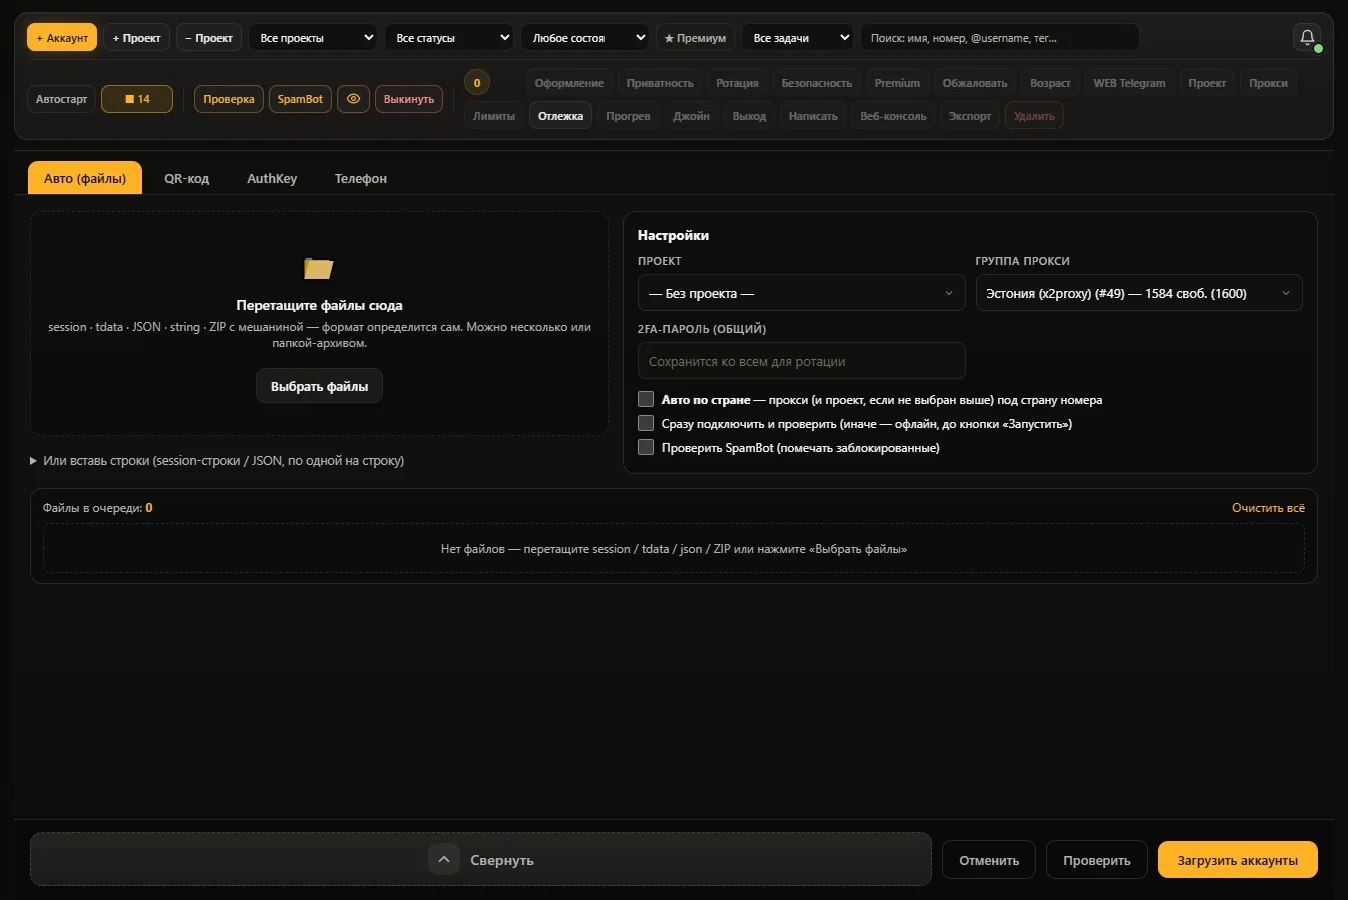 + Аккаунт + Проект − Проект Все проекты Все статусы Любое состоя ★ Премиум Все задачи Поиск: имя, номер, @username, тег...
Автостарт 14 Проверка SpamBot Выкинуть
0 Оформление Приватность Ротация Безопасность Premium Обжаловать Возраст WEB Telegram Проект Прокси
Лимиты Отлежка Прогрев Джойн Выход Написать Веб-консоль Экспорт Удалить
Авто (файлы) QR-код AuthKey Телефон
Перетащите файлы сюда
session · tdata · JSON · string · ZIP с мешаниной — формат определится сам. Можно несколько или
папкой-архивом.
Выбрать файлы
Или вставь строки (session-строки / JSON, по одной на строку)
Настройки
ПРОЕКТ ГРУППА ПРОКСИ
— Без проекта — Эстония (x2proxy) (#49) — 1584 своб. (1600)
2FA-ПАРОЛЬ (ОБЩИЙ)
Сохранится ко всем для ротации
Авто по стране — прокси (и проект, если не выбран выше) под страну номера
Сразу подключить и проверить (иначе — офлайн, до кнопки «Запустить»)
Проверить SpamBot (помечать заблокированные)
Файлы в очереди: 0 Очистить всё
Нет файлов — перетащите session / tdata / json / ZIP или нажмите «Выбрать файлы»
Свернуть Отменить Проверить Загрузить аккаунты